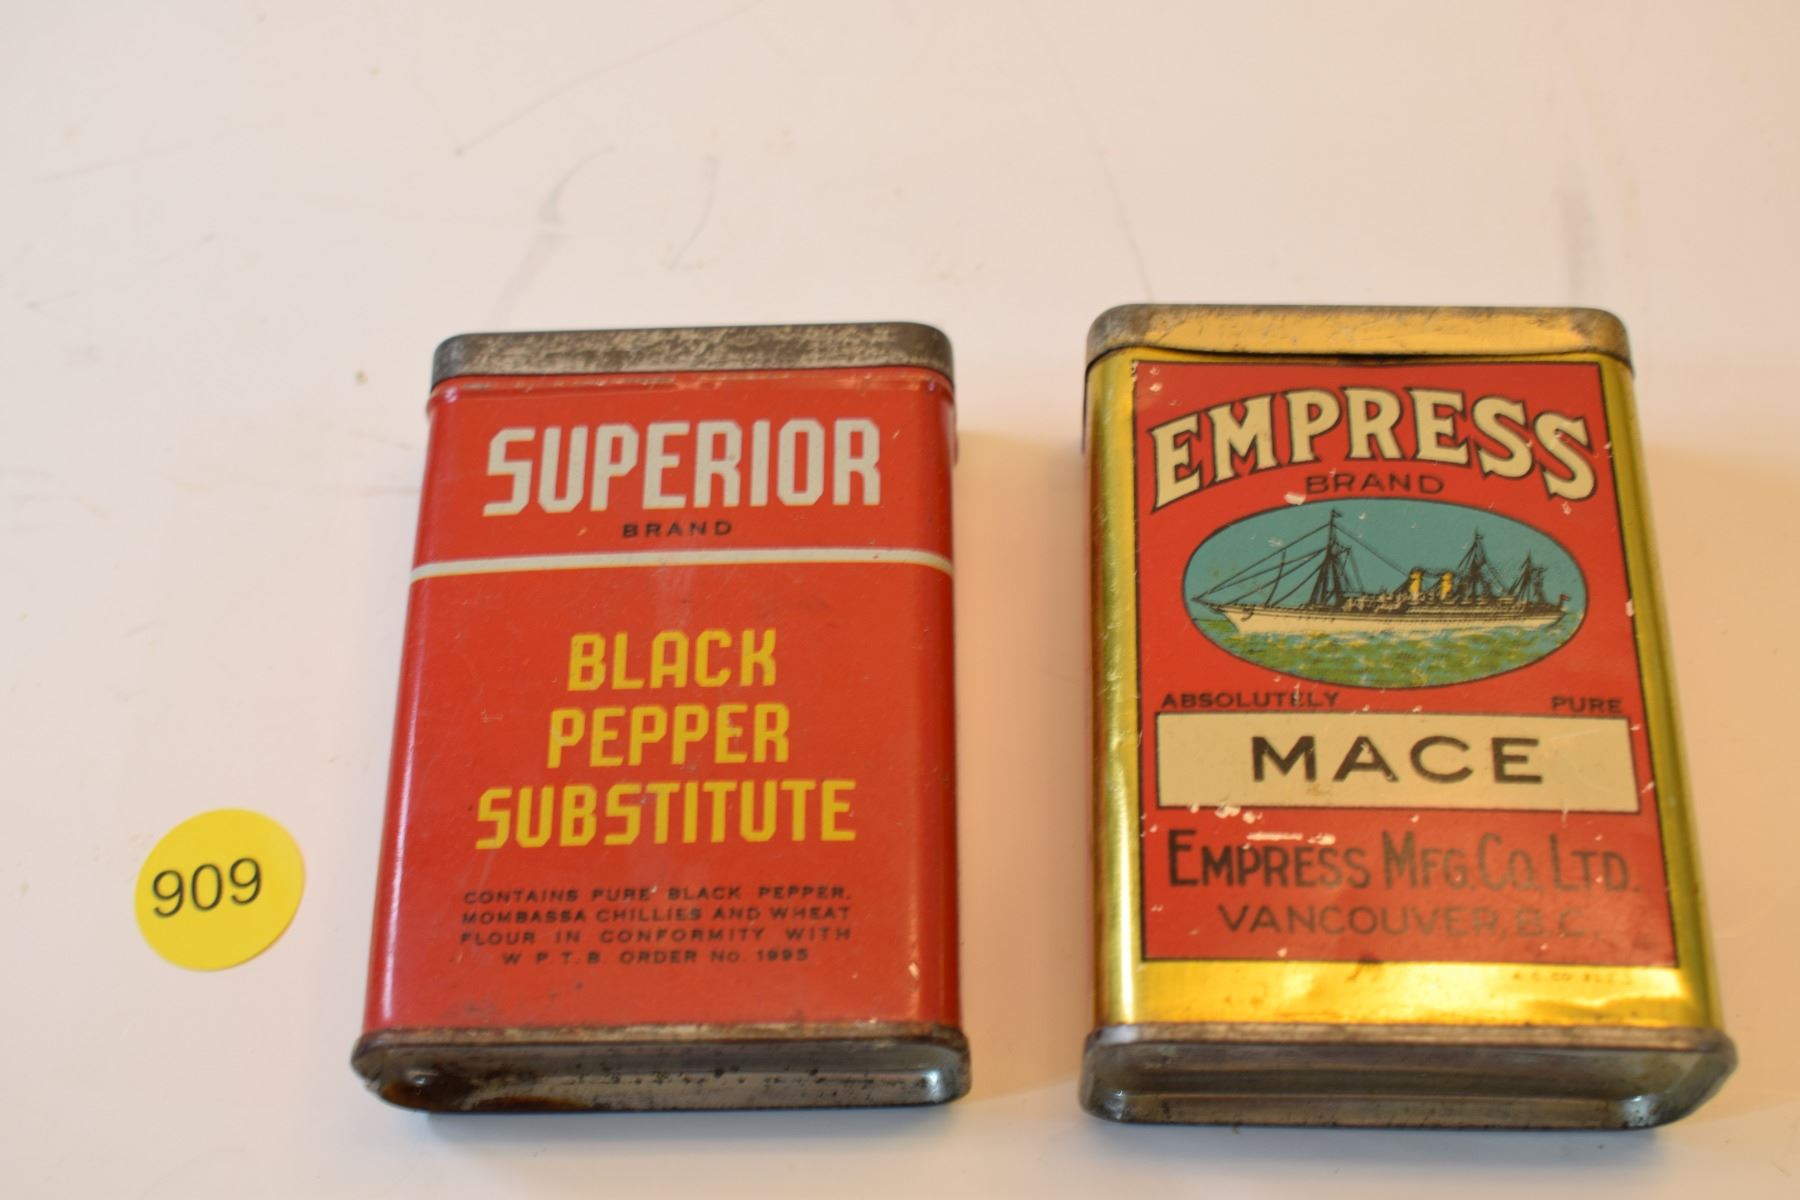 SUPERIOR
BRAND
BLACK
PEPPER
SUBSTITUTE
CONTAINS PURE BLACK PEPPER,
MOMBASSA CHILLIES AND WHEAT
FLOUR IN CONFORMITY WITH
W P T. B. ORDER No. 1995
909
EMPRESS
BRAND
ABSOLUTELY PURE
MACE
EMPRESS MFG. CO. LTD.
VANCOUVER, B.C.